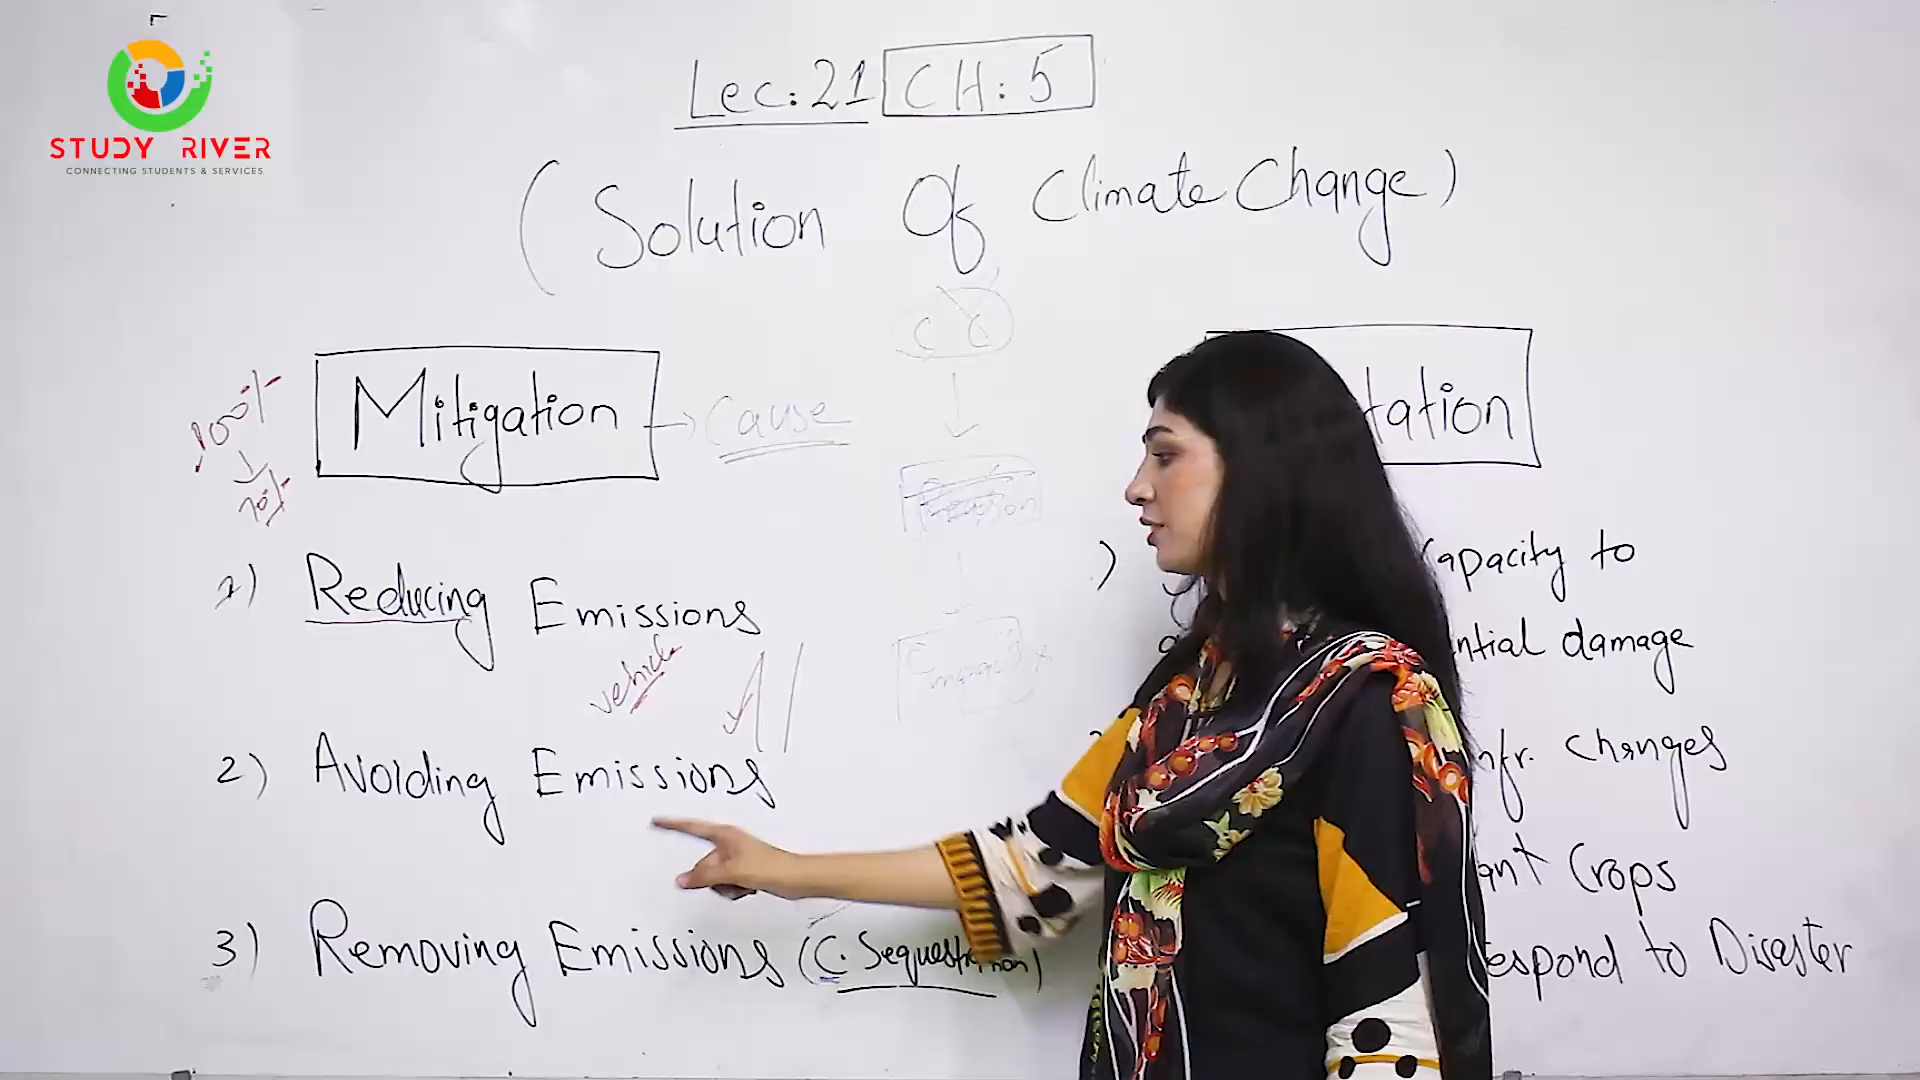 STUDY RIVER
CONNECTING STUDENTS & SERVICES
Lec: 21 CH: 5
(Solution Of Climate Change)
Mitigation → Cause
100%
70%
1) Reducing Emissions
vehicle
2) Avoiding Emissions
3) Removing Emissions (C. Sequestration)
tation
) apacity to
ntial damage
nfr. Changes
ant Crops
espond to Disaster